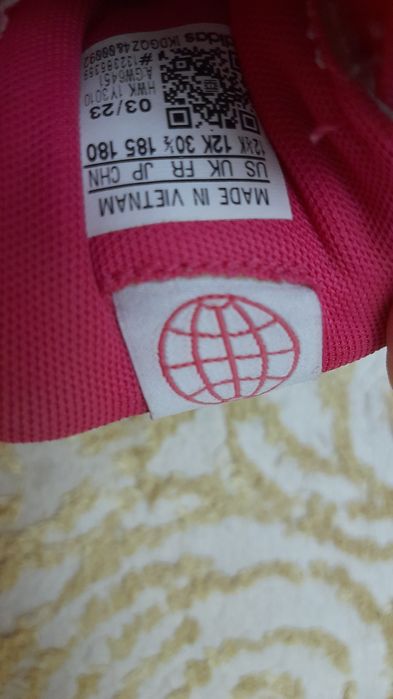 MADE IN VIETNAM
US UK FR JP CHN
12½K 12K 30½ 185 180
03/23
HWK 1Y3010
adidas